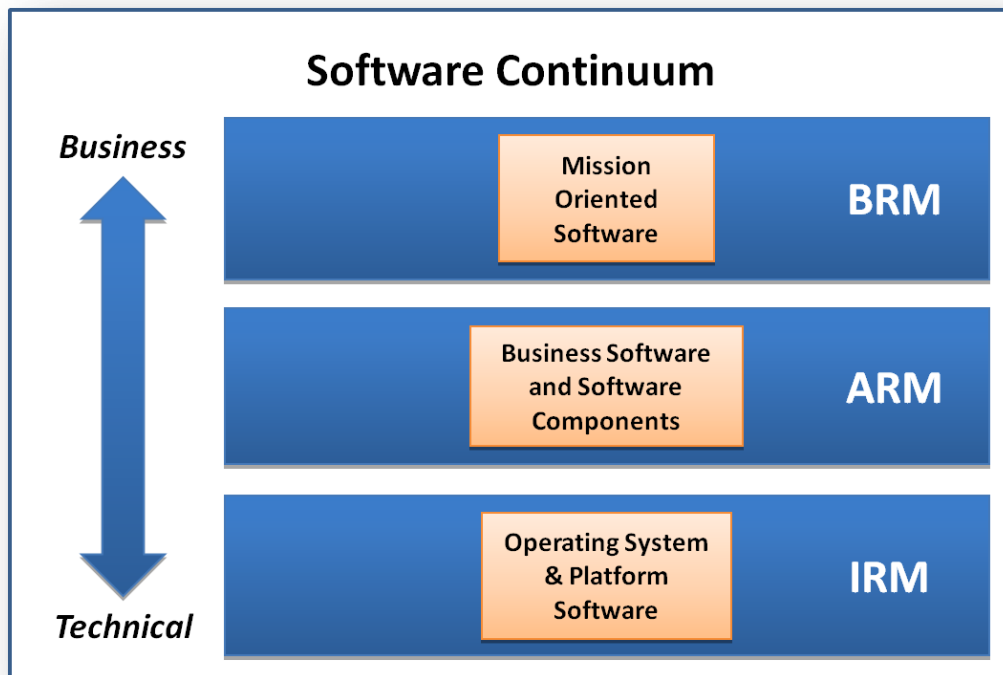 Software Continuum
Business
Mission
Oriented
Software
BRM
Business Software
and Software
Components
ARM
Operating System
& Platform
Software
IRM
Technical